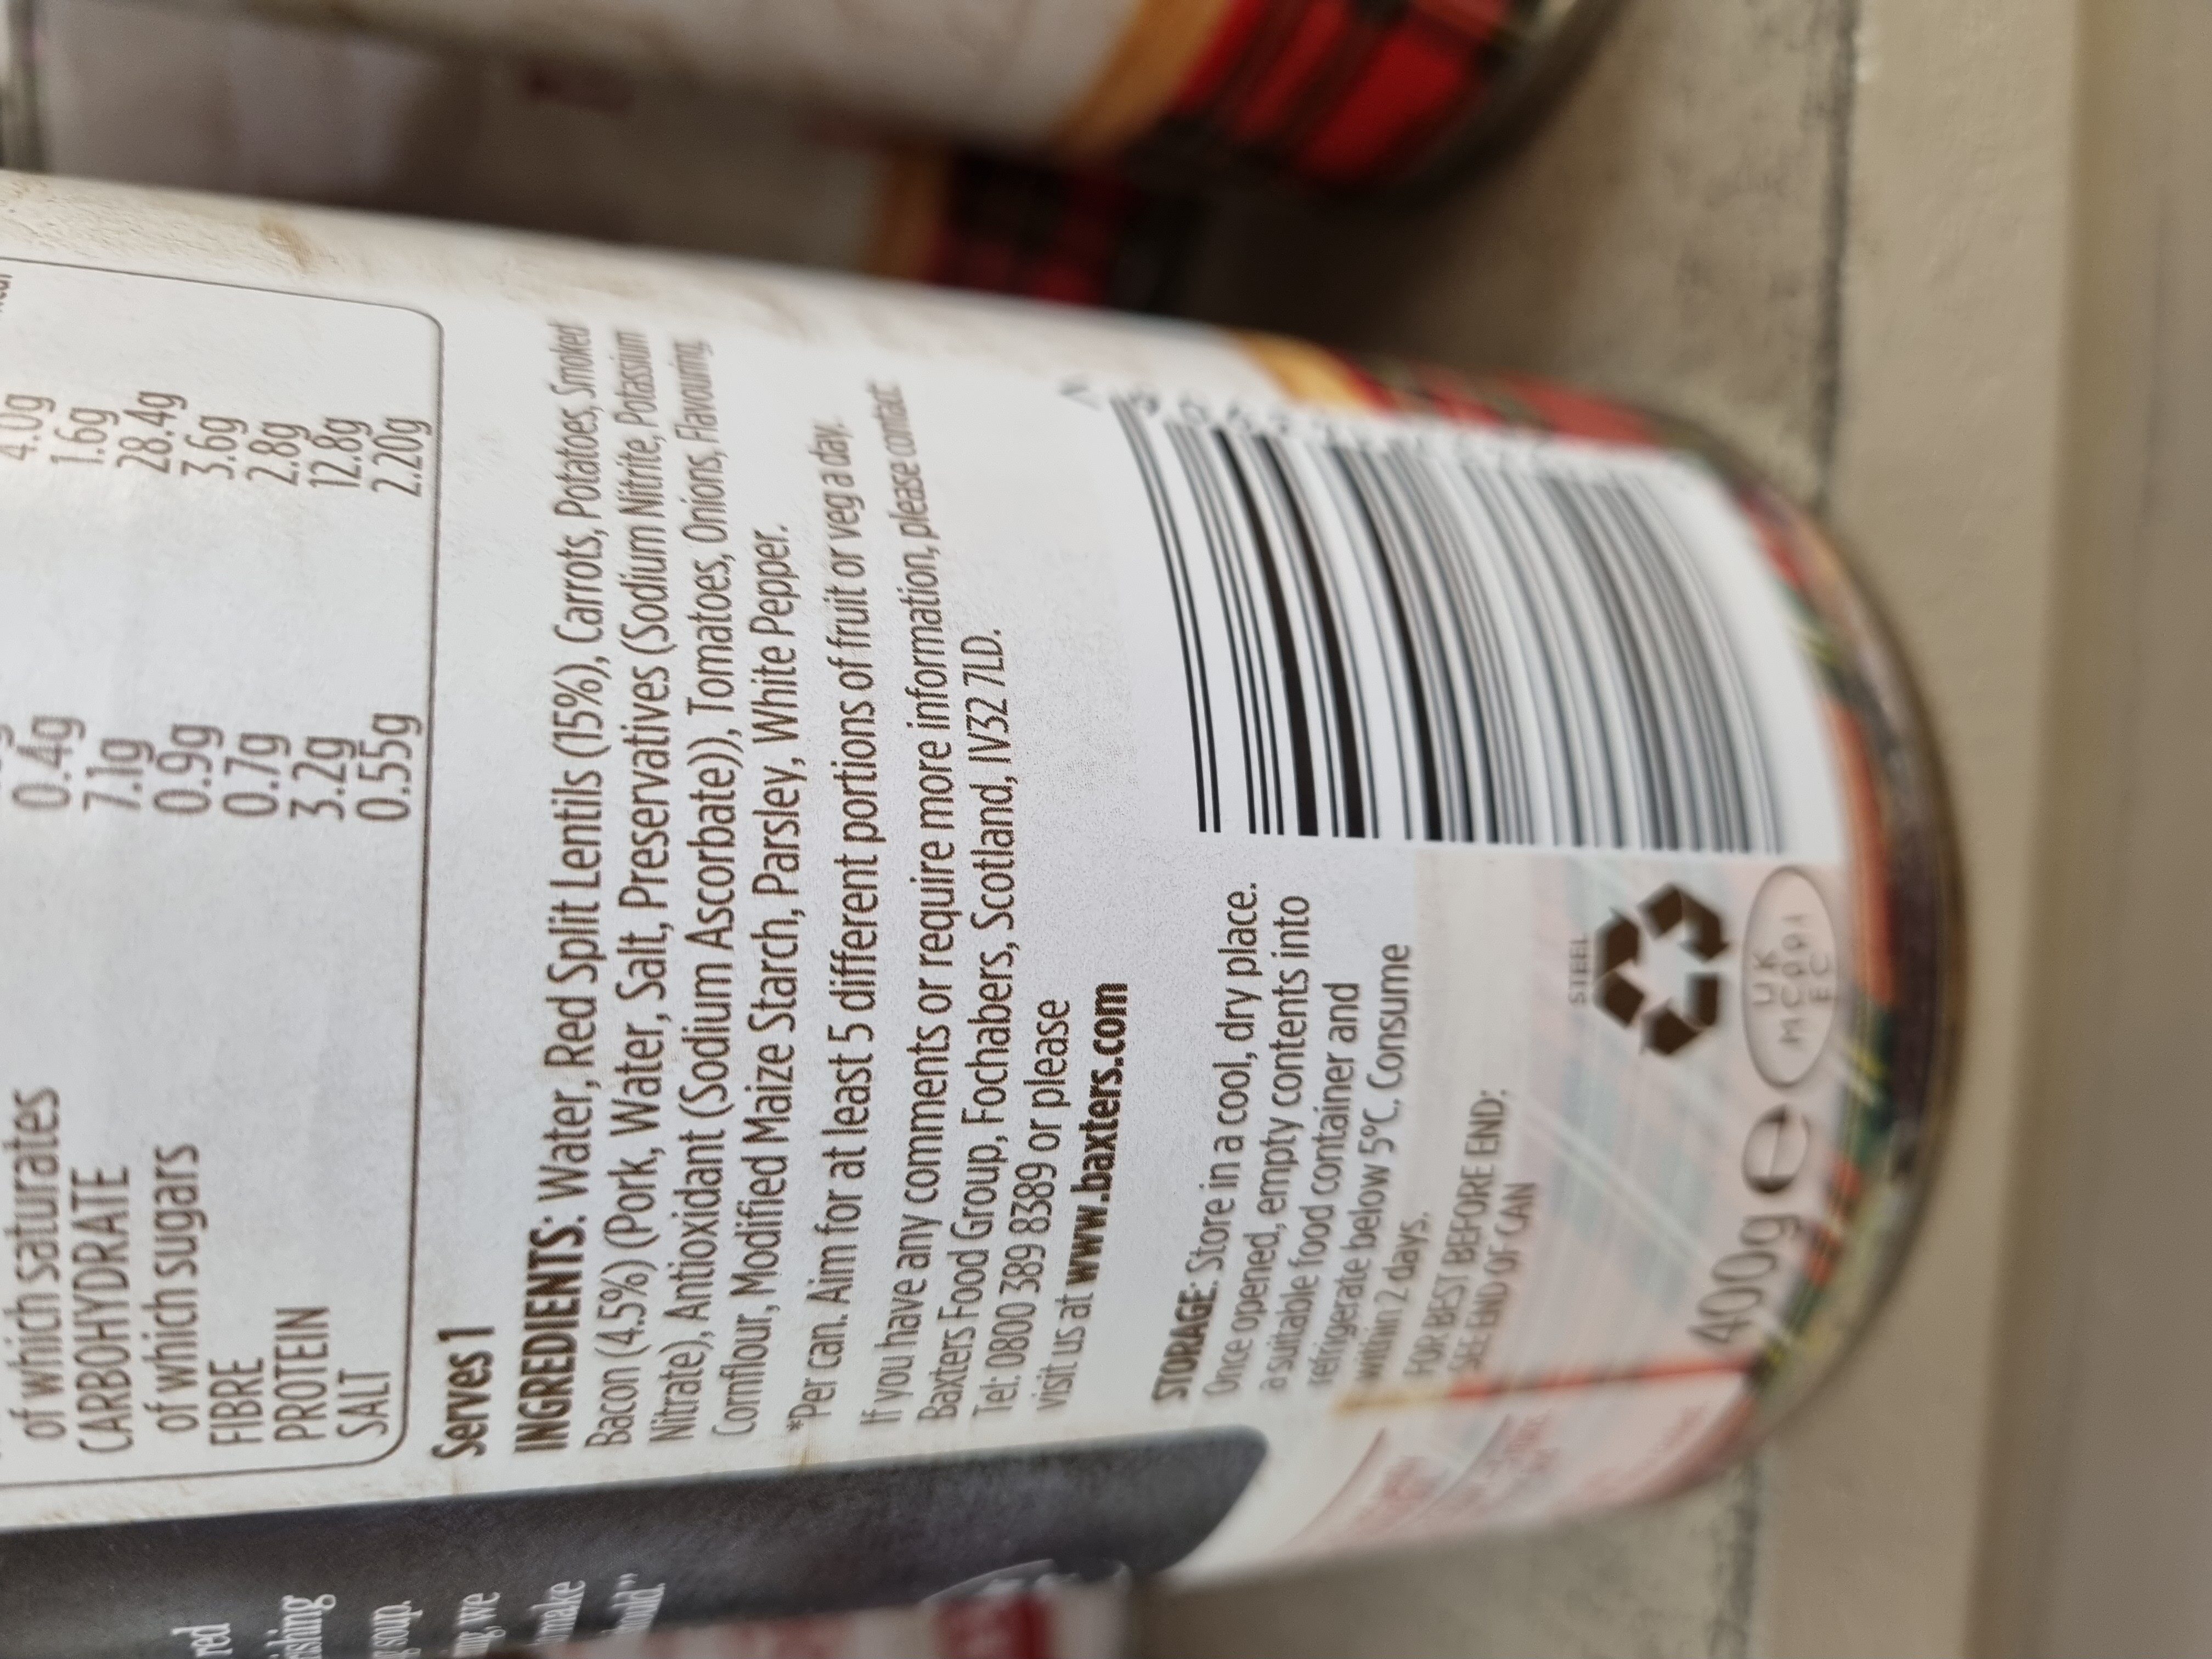 4.0g
of which saturates 0.4g 1.6g
CARBOHYDRATE 7.1g 28.4g
of which sugars 0.9g 3.6g
FIBRE 0.7g 2.8g
PROTEIN 3.2g 12.8g
SALT 0.55g 2.20g
Serves 1
INGREDIENTS: Water, Red Split Lentils (15%), Carrots, Potatoes, Smoked
Bacon (4.5%) (Pork, Water, Salt, Preservatives (Sodium Nitrite, Potassium
Nitrate), Antioxidant (Sodium Ascorbate)), Tomatoes, Onions, Flavouring,
Cornflour, Modified Maize Starch, Parsley, White Pepper.
*Per can. Aim for at least 5 different portions of fruit or veg a day.
If you have any comments or require more information, please contact
Baxters Food Group, Fochabers, Scotland, IV32 7LD.
Tel: 0800 389 8389 or please
visit us at www.baxters.com
STORAGE: Store in a cool, dry place.
Once opened, empty contents into
a suitable food container and
refrigerate below 5°C. Consume
within 2 days.
FOR BEST BEFORE END:
SEE END OF CAN
STEEL
400g e
UK
MC001
EC
red
soup.
we
make